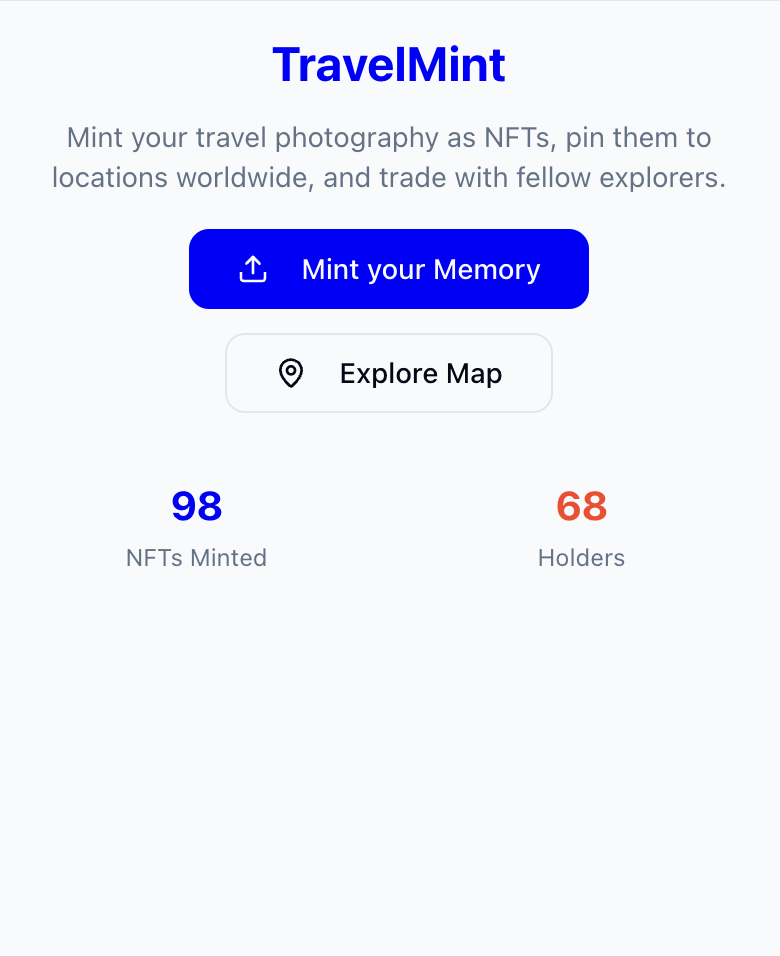 TravelMint
Mint your travel photography as NFTs, pin them to
locations worldwide, and trade with fellow explorers.
Mint your Memory
Explore Map
98
NFTs Minted
68
Holders